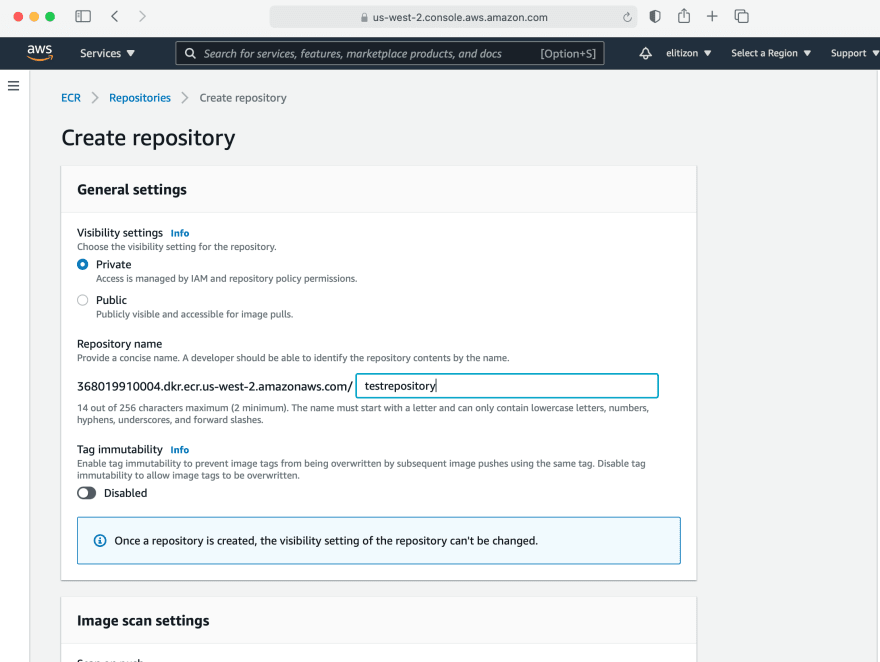 us-west-2.console.aws.amazon.com
aws
Services
Search for services, features, marketplace products, and docs
[Option+S]
elitizon
Select a Region
Support
ECR
Repositories
Create repository
Create repository
General settings
Visibility settings Info
Choose the visibility setting for the repository.
Private
Access is managed by IAM and repository policy permissions.
Public
Publicly visible and accessible for image pulls.
Repository name
Provide a concise name. A developer should be able to identify the repository contents by the name.
368019910004.dkr.ecr.us-west-2.amazonaws.com/ testrepository
14 out of 256 characters maximum (2 minimum). The name must start with a letter and can only contain lowercase letters, numbers,
hyphens, underscores, and forward slashes.
Tag immutability Info
Enable tag immutability to prevent image tags from being overwritten by subsequent image pushes using the same tag. Disable tag
immutability to allow image tags to be overwritten.
Disabled
Once a repository is created, the visibility setting of the repository can't be changed.
Image scan settings